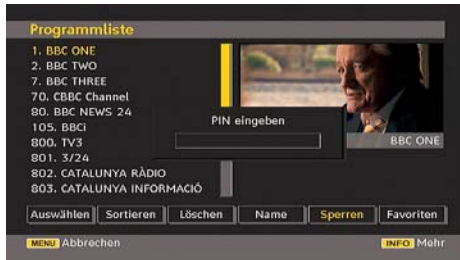 Programmliste
1. BBC ONE
2. BBC TWO
7. BBC THREE
70. CBBC Channel
80. BBC NEWS 24
105. BBCi
800. TV3
801. 3/24
802. CATALUNYA RÀDIO
803. CATALUNYA INFORMACIÓ
PIN eingeben
BBC ONE
Auswählen Sortieren Löschen Name Sperren Favoriten
MENU Abbrechen INFO Mehr